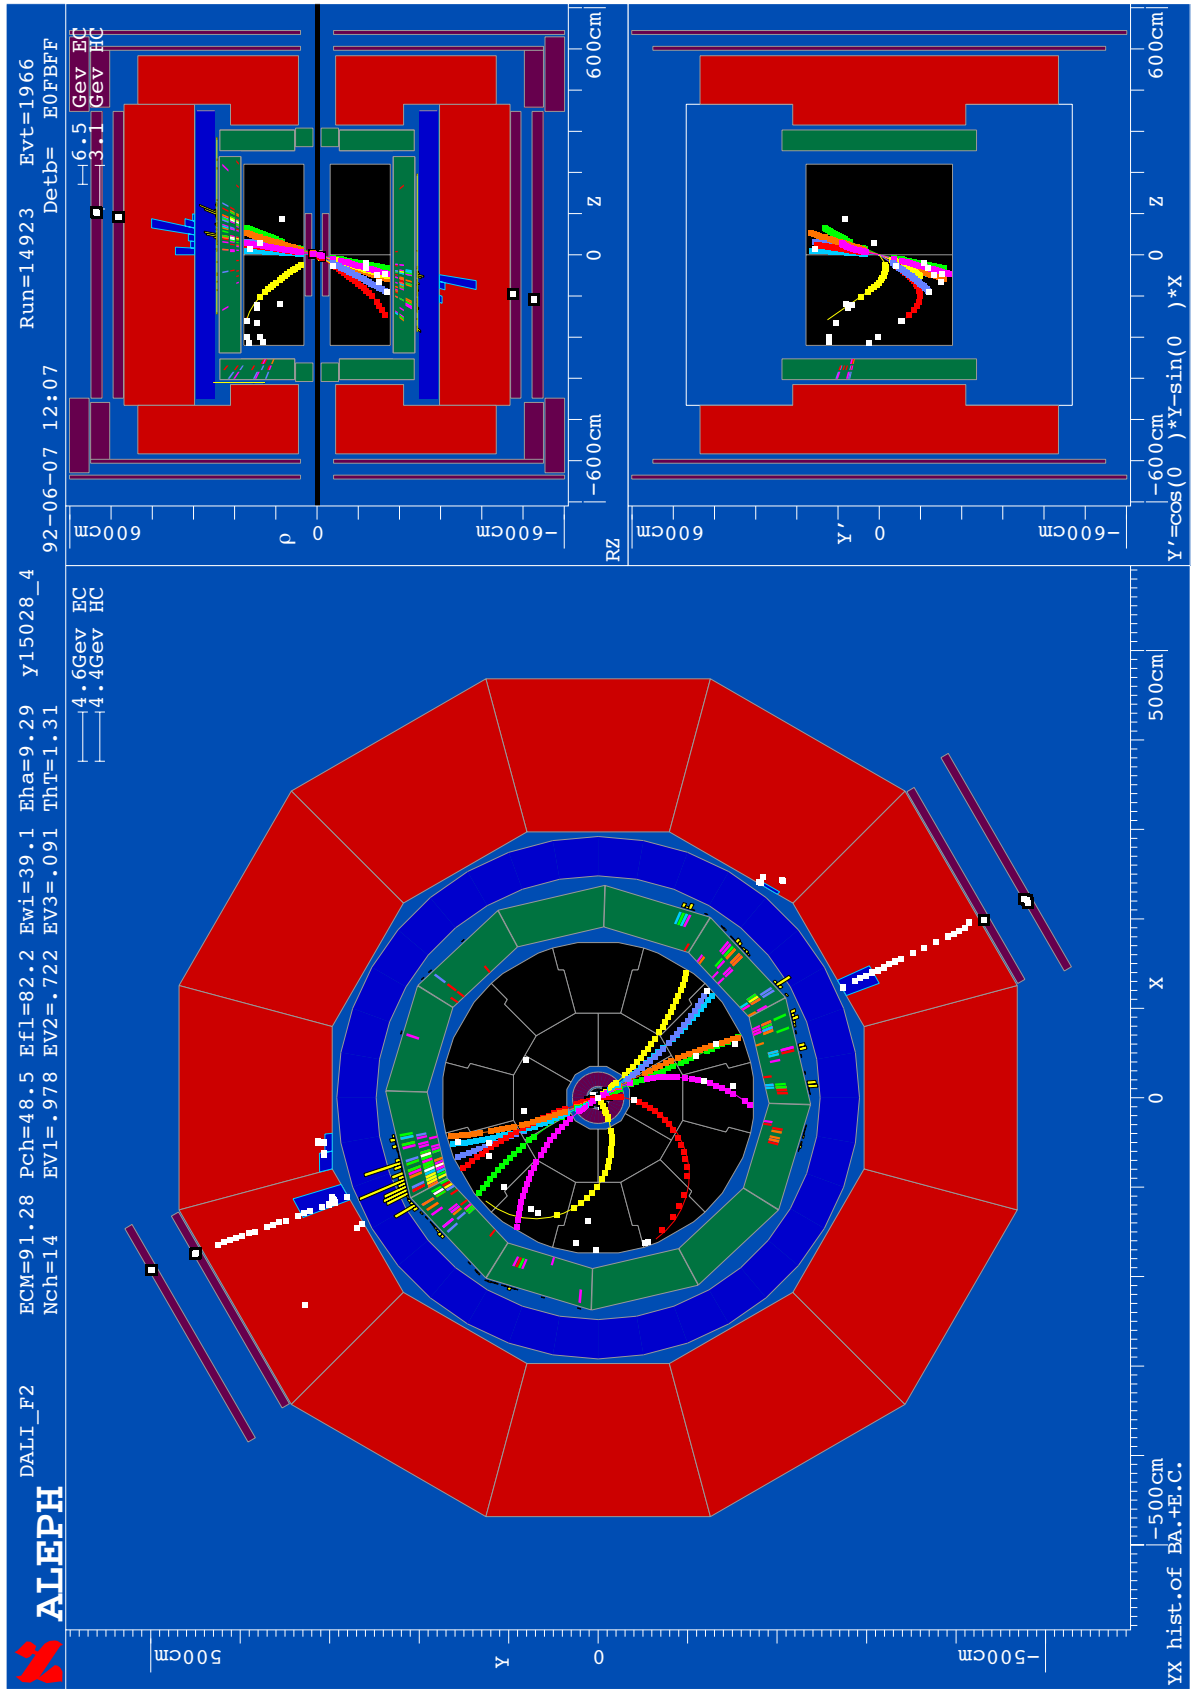 ALEPH DALI_F2 ECM=91.28 Pch=48.5 Efl=82.2 Ewi=39.1 Eha=9.29 y15028_4
Nch=14 EV1=.978 EV2=.722 EV3=.091 ThT=1.31
92-06-07 12:07 Run=14923 Evt=1966
Detb= E0FBFF
4.6Gev EC
4.4Gev HC
500cm
Y
0
-500cm
-500cm
0
X
500cm
YX hist.of BA.+E.C.
6.5 Gev EC
3.1 Gev HC
600cm
ρ
0
-600cm
-600cm
0
Z
600cm
RZ
600cm
Y'
0
-600cm
-600cm
0
Z
600cm
Y'=cos(0 )*Y-sin(0 )*X